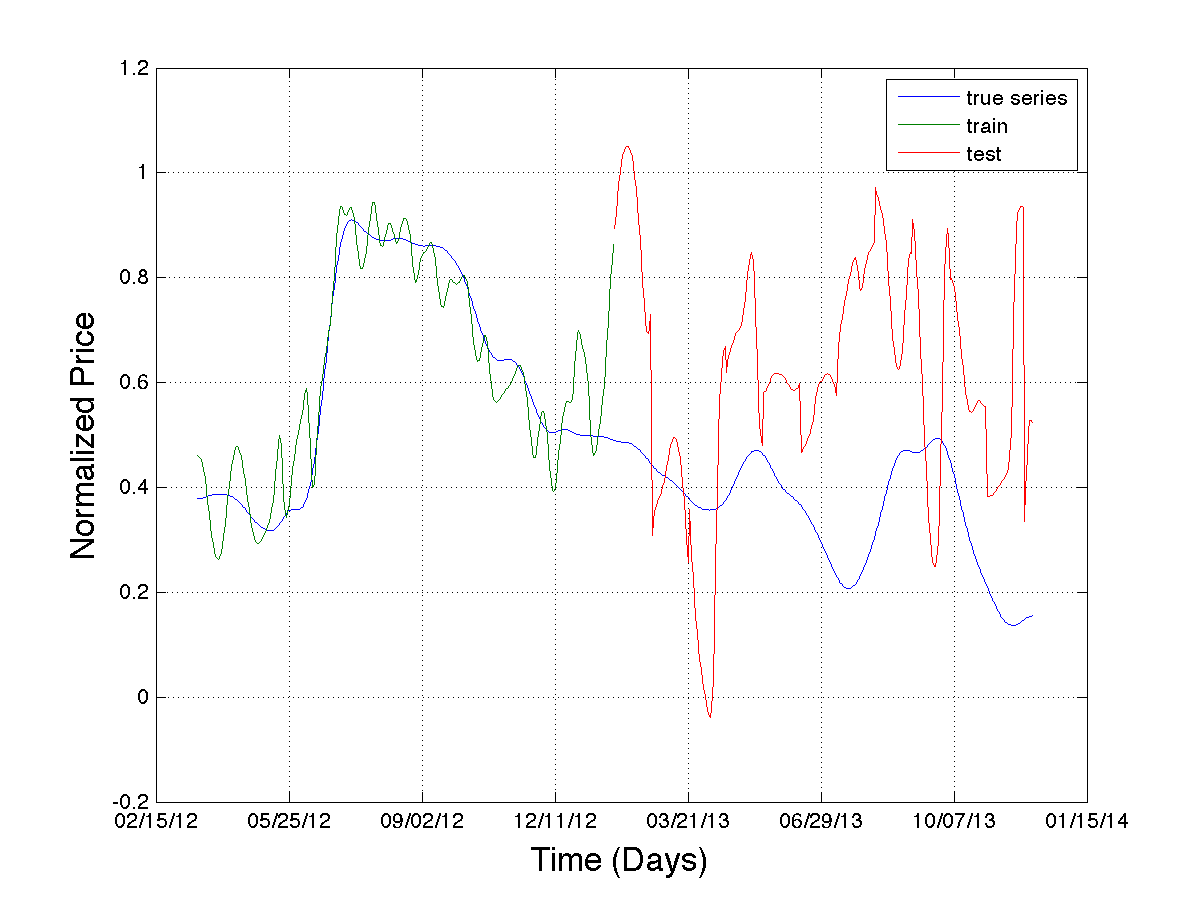 1.2
1
0.8
0.6
0.4
0.2
0
-0.2
Normalized Price
true series
train
test
02/15/12 05/25/12 09/02/12 12/11/12 03/21/13 06/29/13 10/07/13 01/15/14
Time (Days)